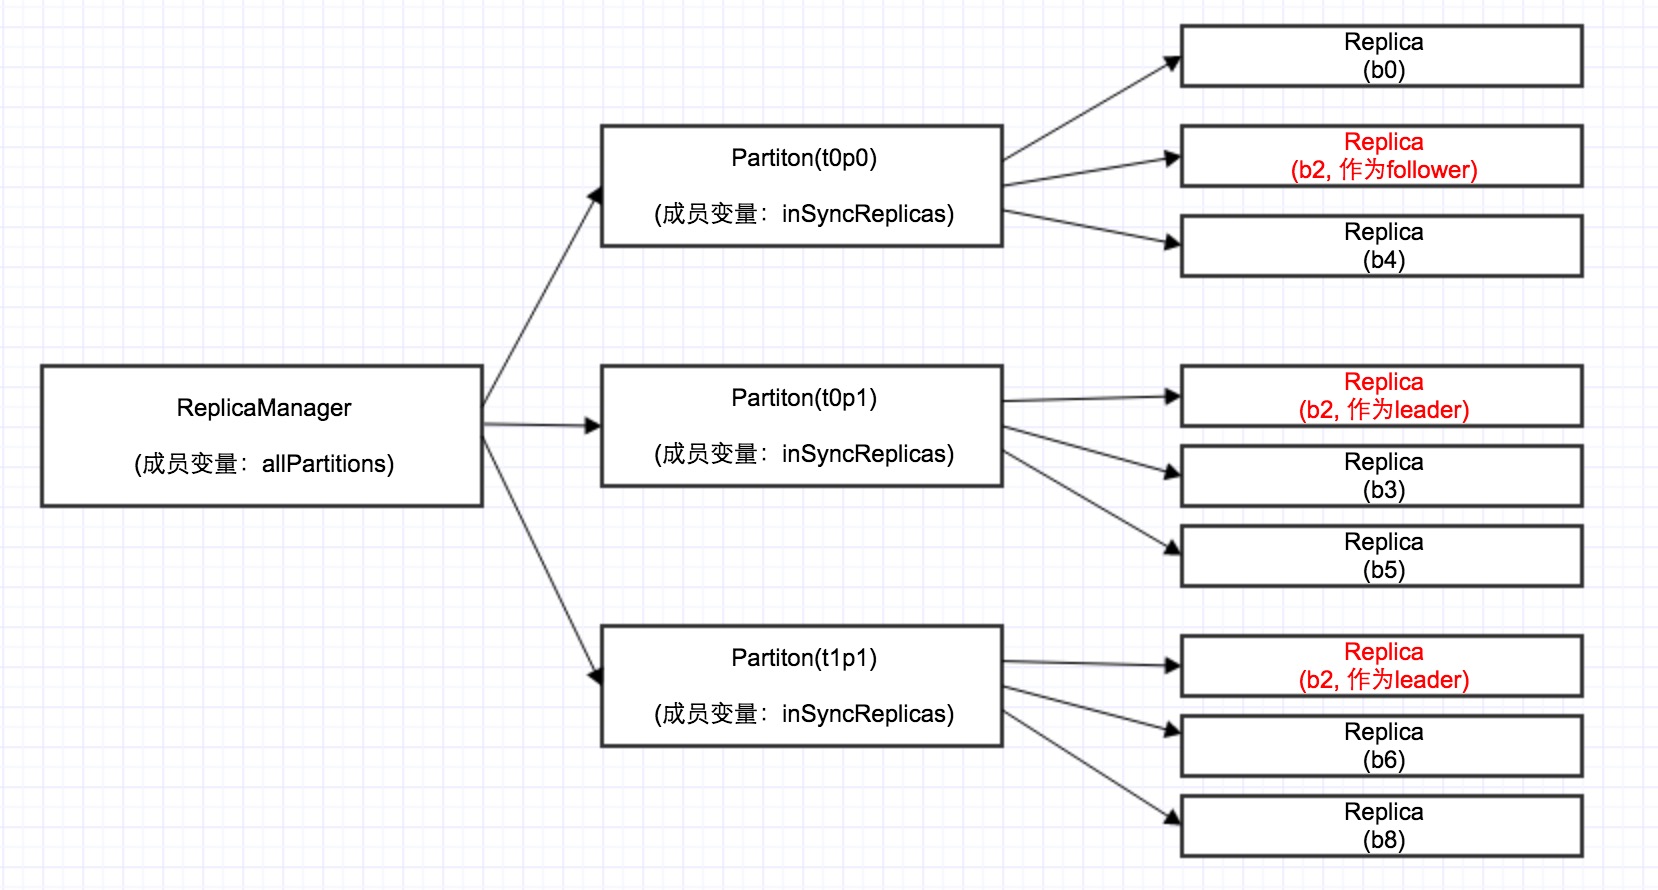 ReplicaManager
(成员变量：allPartitions)
Partiton(t0p0)
(成员变量：inSyncReplicas)
Replica
(b0)
Replica
(b2, 作为follower)
Replica
(b4)
Partiton(t0p1)
(成员变量：inSyncReplicas)
Replica
(b2, 作为leader)
Replica
(b3)
Replica
(b5)
Partiton(t1p1)
(成员变量：inSyncReplicas)
Replica
(b2, 作为leader)
Replica
(b6)
Replica
(b8)